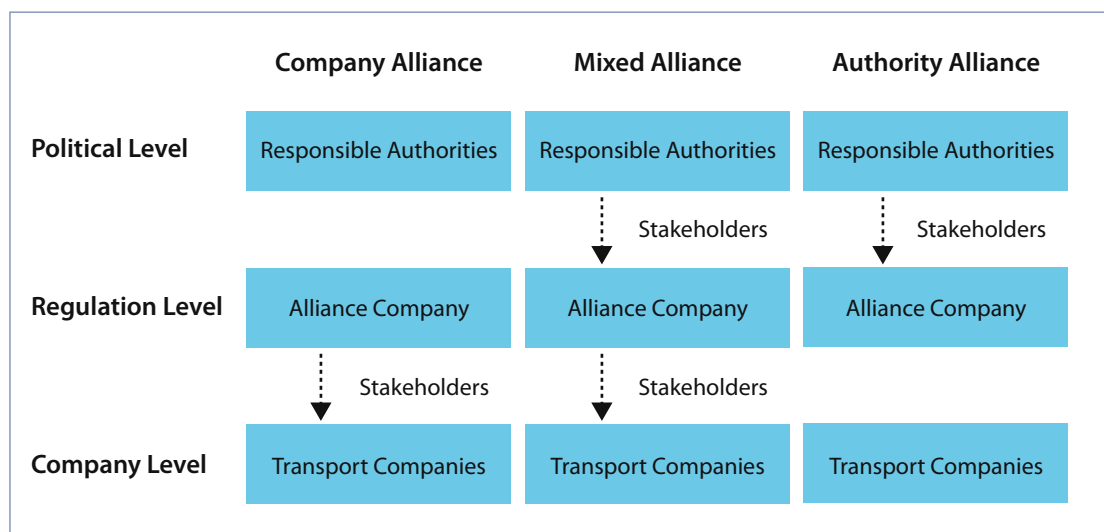 Company Alliance Mixed Alliance Authority Alliance
Political Level Responsible Authorities Responsible Authorities Responsible Authorities
Stakeholders Stakeholders
Regulation Level Alliance Company Alliance Company Alliance Company
Stakeholders Stakeholders
Company Level Transport Companies Transport Companies Transport Companies